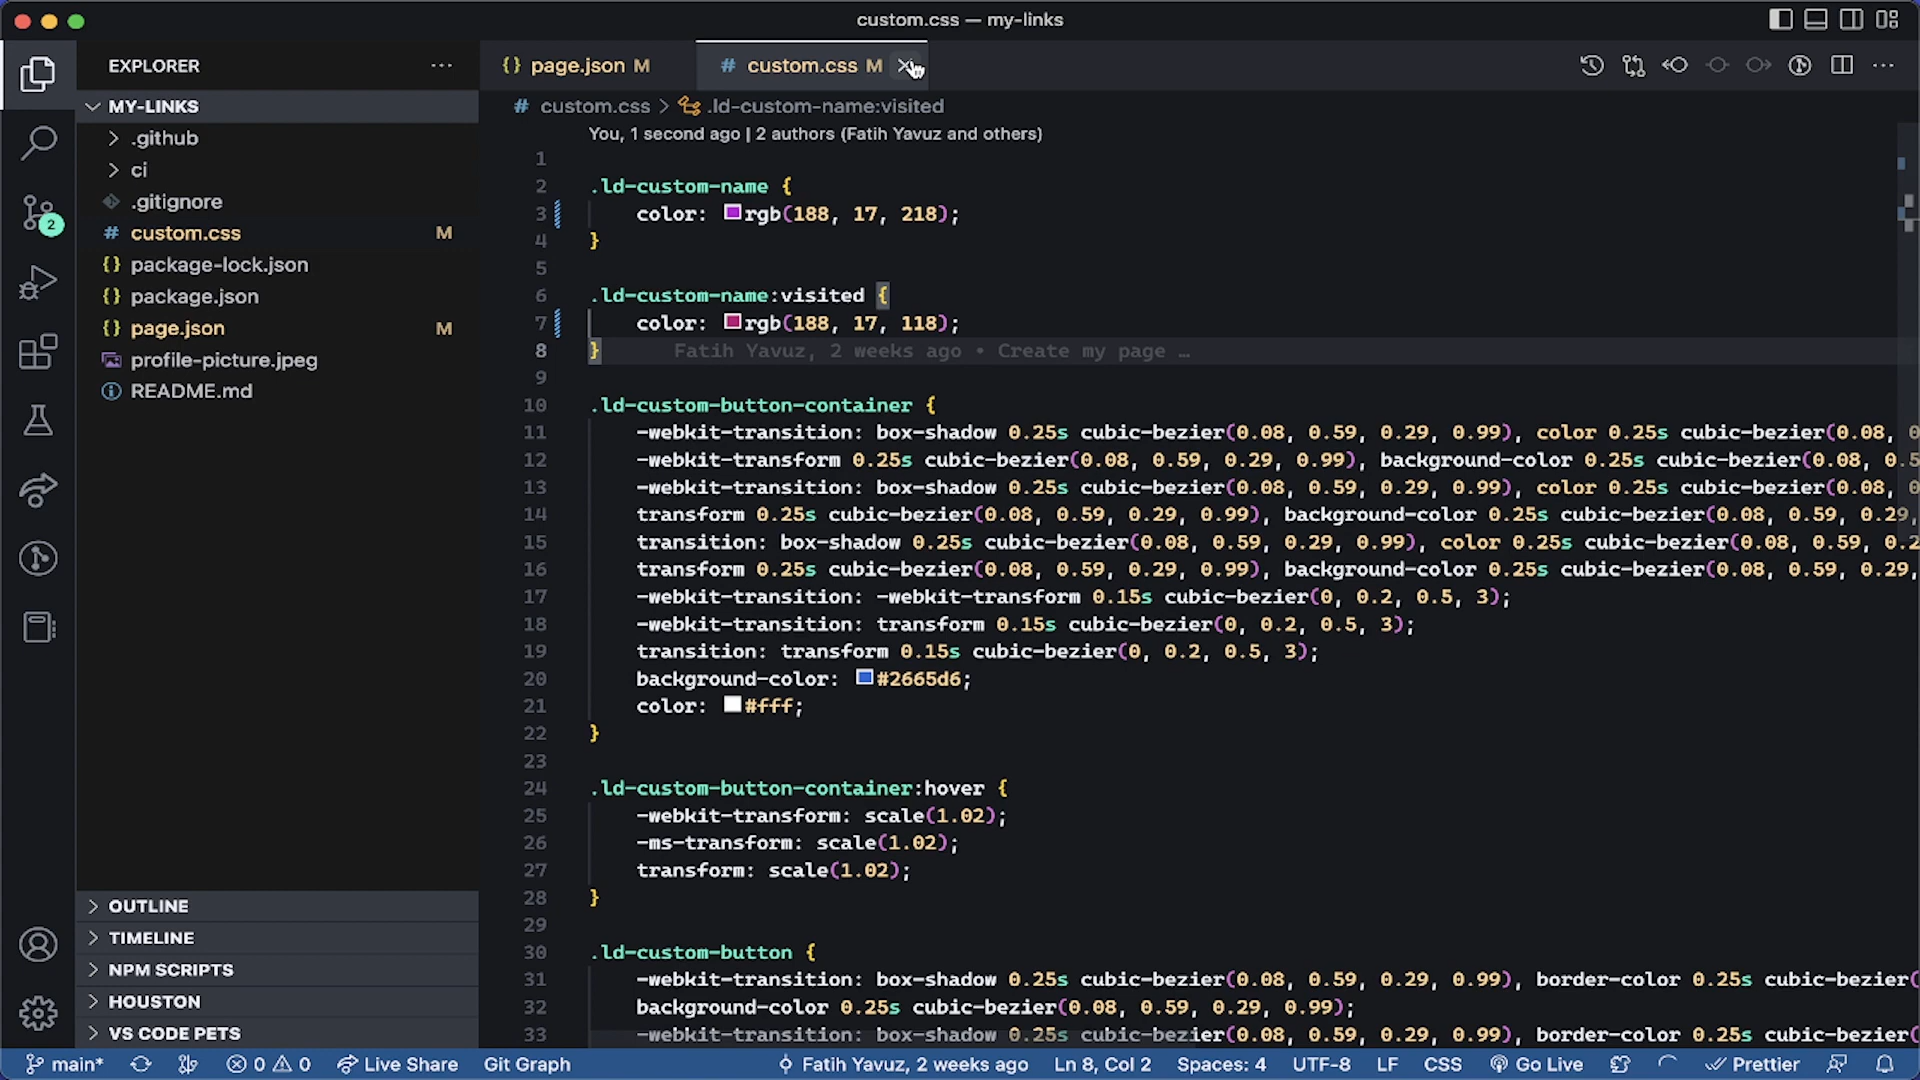 custom.css — my-links
EXPLORER
MY-LINKS
.github
ci
.gitignore
# custom.css M
{} package-lock.json
{} package.json
{} page.json M
profile-picture.jpeg
README.md
2
OUTLINE
TIMELINE
NPM SCRIPTS
HOUSTON
VS CODE PETS
{} page.json M
# custom.css M
# custom.css > .ld-custom-name:visited
You, 1 second ago | 2 authors (Fatih Yavuz and others)
1
2 .ld-custom-name {
3 color: rgb(188, 17, 218);
4 }
5
6 .ld-custom-name:visited {
7 color: rgb(188, 17, 118);
8 } Fatih Yavuz, 2 weeks ago • Create my page …
9
10 .ld-custom-button-container {
11 -webkit-transition: box-shadow 0.25s cubic-bezier(0.08, 0.59, 0.29, 0.99), color 0.25s cubic-bezier(0.08, 0
12 -webkit-transform 0.25s cubic-bezier(0.08, 0.59, 0.29, 0.99), background-color 0.25s cubic-bezier(0.08, 0.5
13 -webkit-transition: box-shadow 0.25s cubic-bezier(0.08, 0.59, 0.29, 0.99), color 0.25s cubic-bezier(0.08, 0
14 transform 0.25s cubic-bezier(0.08, 0.59, 0.29, 0.99), background-color 0.25s cubic-bezier(0.08, 0.59, 0.29,
15 transition: box-shadow 0.25s cubic-bezier(0.08, 0.59, 0.29, 0.99), color 0.25s cubic-bezier(0.08, 0.59, 0.2
16 transform 0.25s cubic-bezier(0.08, 0.59, 0.29, 0.99), background-color 0.25s cubic-bezier(0.08, 0.59, 0.29,
17 -webkit-transition: -webkit-transform 0.15s cubic-bezier(0, 0.2, 0.5, 3);
18 -webkit-transition: transform 0.15s cubic-bezier(0, 0.2, 0.5, 3);
19 transition: transform 0.15s cubic-bezier(0, 0.2, 0.5, 3);
20 background-color: #2665d6;
21 color: #fff;
22 }
23
24 .ld-custom-button-container:hover {
25 -webkit-transform: scale(1.02);
26 -ms-transform: scale(1.02);
27 transform: scale(1.02);
28 }
29
30 .ld-custom-button {
31 -webkit-transition: box-shadow 0.25s cubic-bezier(0.08, 0.59, 0.29, 0.99), border-color 0.25s cubic-bezier(
32 background-color 0.25s cubic-bezier(0.08, 0.59, 0.29, 0.99);
33 -webkit-transition: box-shadow 0.25s cubic-bezier(0.08, 0.59, 0.29, 0.99), border-color 0.25s cubic-bezier(
main* 0 0 Live Share Git Graph Fatih Yavuz, 2 weeks ago Ln 8, Col 2 Spaces: 4 UTF-8 LF CSS Go Live Prettier